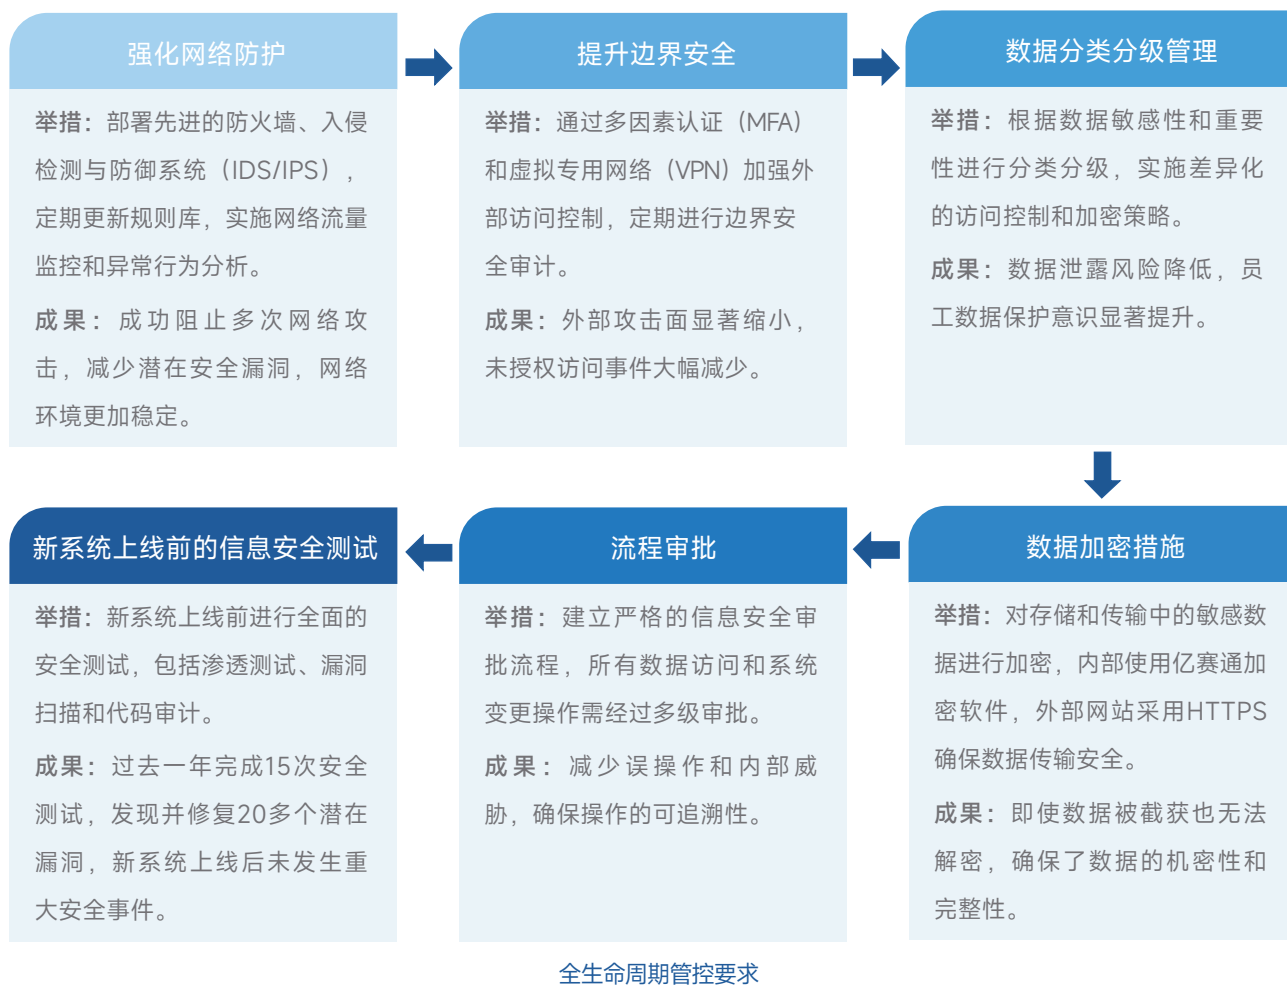 强化网络防护
举措：部署先进的防火墙、入侵
检测与防御系统（IDS/IPS），
定期更新规则库，实施网络流量
监控和异常行为分析。
成果：成功阻止多次网络攻
击，减少潜在安全漏洞，网络
环境更加稳定。
提升边界安全
举措：通过多因素认证（MFA）
和虚拟专用网络（VPN）加强外
部访问控制，定期进行边界安
全审计。
成果：外部攻击面显著缩小，
未授权访问事件大幅减少。
数据分类分级管理
举措：根据数据敏感性和重要
性进行分类分级，实施差异化
的访问控制和加密策略。
成果：数据泄露风险降低，员
工数据保护意识显著提升。
数据加密措施
举措：对存储和传输中的敏感数
据进行加密，内部使用亿赛通加
密软件，外部网站采用HTTPS
确保数据传输安全。
成果：即使数据被截获也无法
解密，确保了数据的机密性和
完整性。
流程审批
举措：建立严格的信息安全审
批流程，所有数据访问和系统
变更操作需经过多级审批。
成果：减少误操作和内部威
胁，确保操作的可追溯性。
新系统上线前的信息安全测试
举措：新系统上线前进行全面的
安全测试，包括渗透测试、漏洞
扫描和代码审计。
成果：过去一年完成15次安全
测试，发现并修复20多个潜在
漏洞，新系统上线后未发生重
大安全事件。
全生命周期管控要求